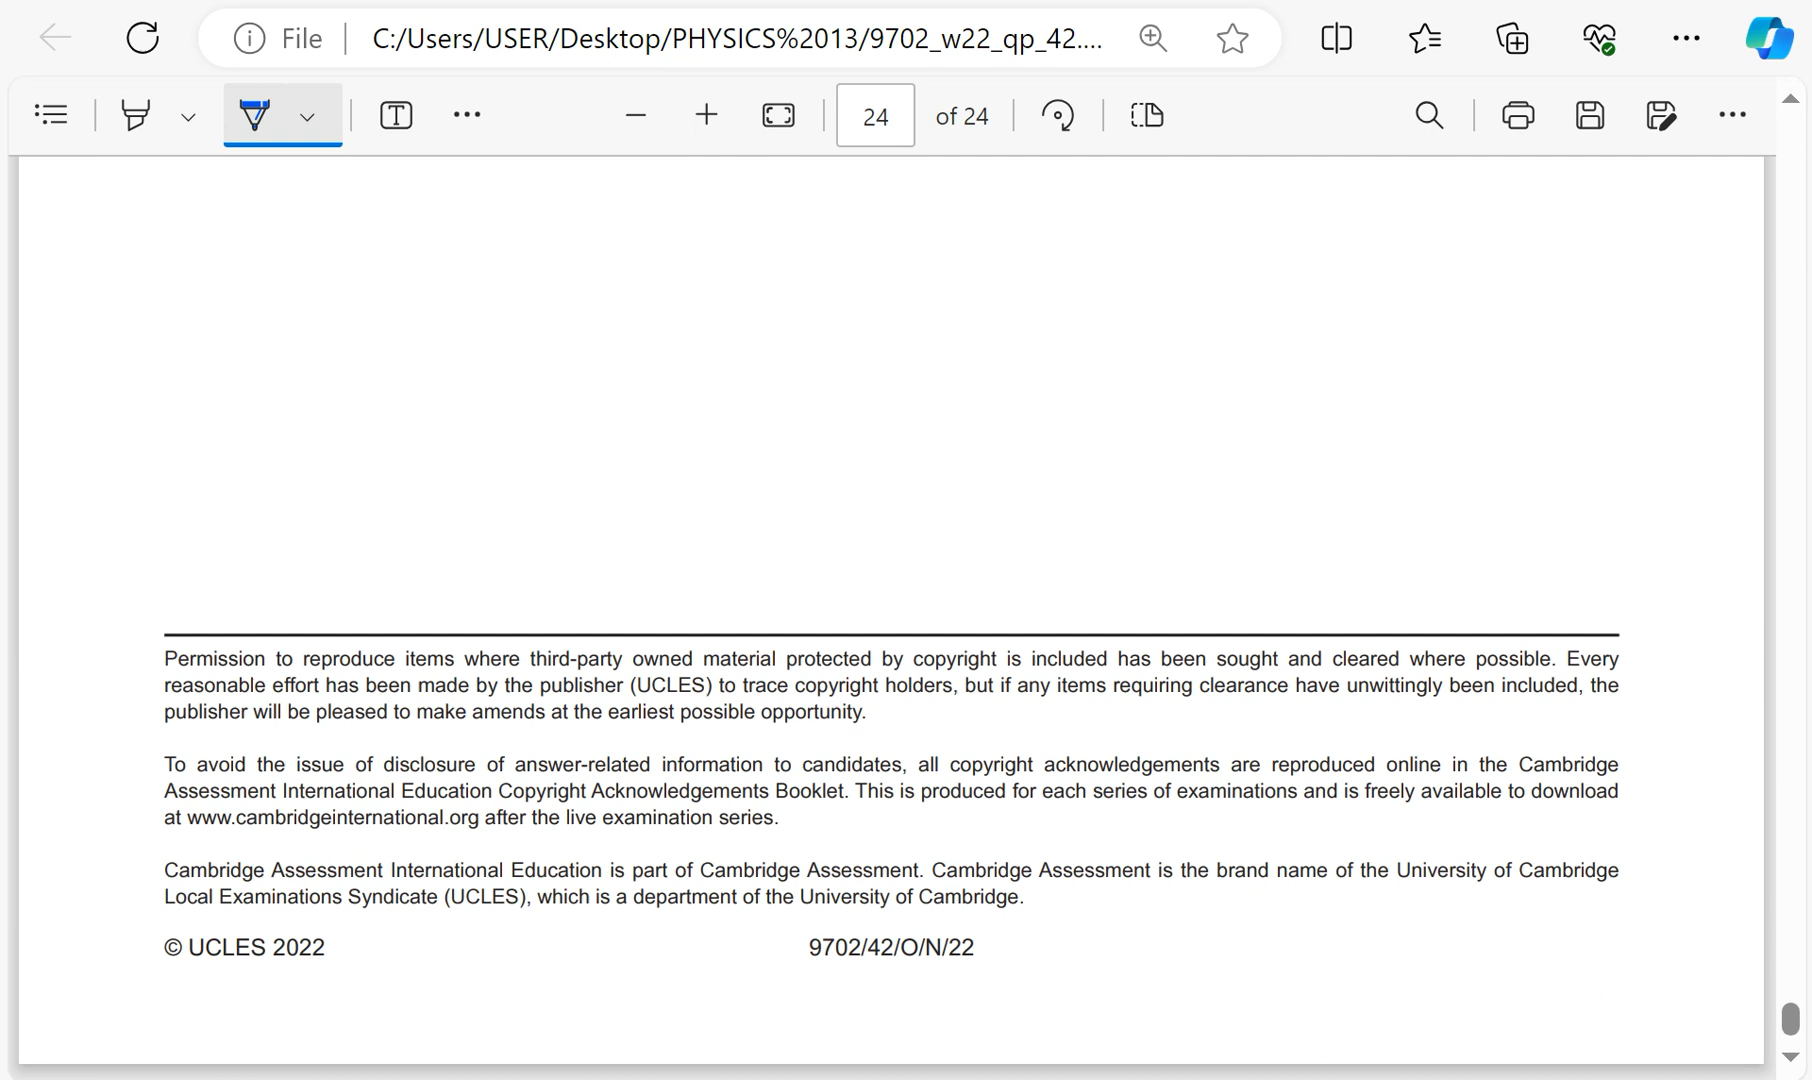 File
C:/Users/USER/Desktop/PHYSICS%2013/9702_w22_qp_42....
T
24 of 24
Permission to reproduce items where third-party owned material protected by copyright is included has been sought and cleared where possible. Every
reasonable effort has been made by the publisher (UCLES) to trace copyright holders, but if any items requiring clearance have unwittingly been included, the
publisher will be pleased to make amends at the earliest possible opportunity.
To avoid the issue of disclosure of answer-related information to candidates, all copyright acknowledgements are reproduced online in the Cambridge
Assessment International Education Copyright Acknowledgements Booklet. This is produced for each series of examinations and is freely available to download
at www.cambridgeinternational.org after the live examination series.
Cambridge Assessment International Education is part of Cambridge Assessment. Cambridge Assessment is the brand name of the University of Cambridge
Local Examinations Syndicate (UCLES), which is a department of the University of Cambridge.
© UCLES 2022 9702/42/O/N/22